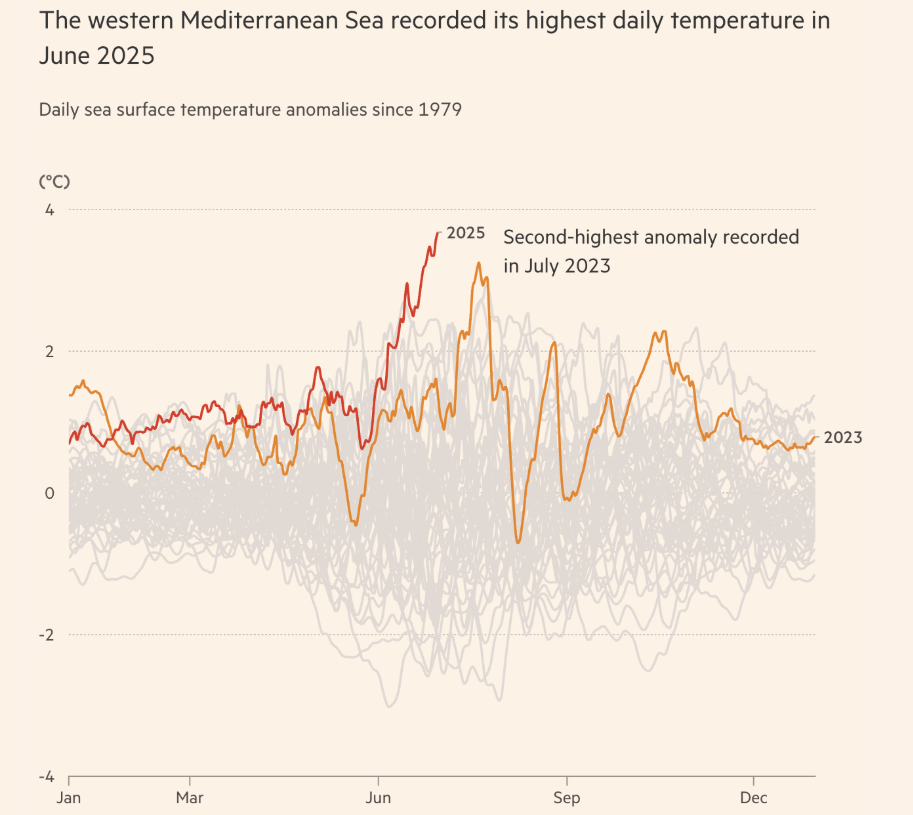 The western Mediterranean Sea recorded its highest daily temperature in
June 2025
Daily sea surface temperature anomalies since 1979
(°C)
4
2025
Second-highest anomaly recorded
in July 2023
2
2023
0
-2
-4
Jan
Mar
Jun
Sep
Dec